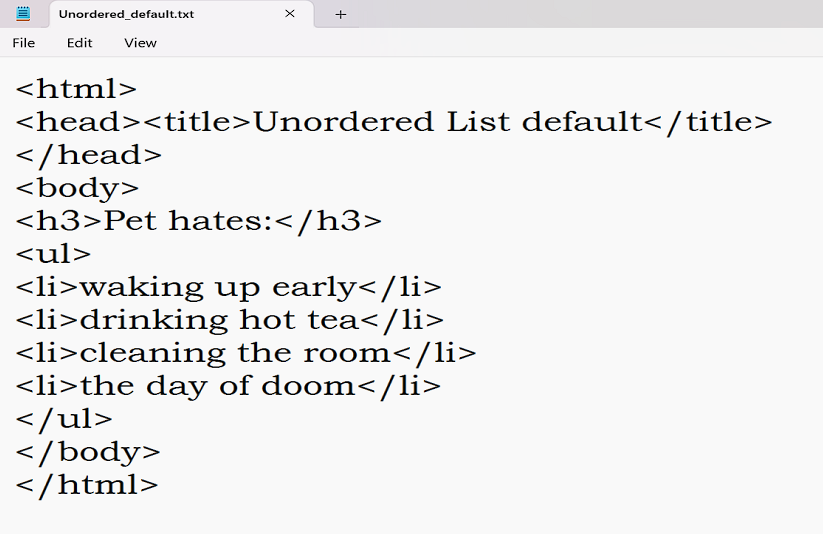 Unordered_default.txt
File Edit View
<html>
<head><title>Unordered List default</title>
</head>
<body>
<h3>Pet hates:</h3>
<ul>
<li>waking up early</li>
<li>drinking hot tea</li>
<li>cleaning the room</li>
<li>the day of doom</li>
</ul>
</body>
</html>